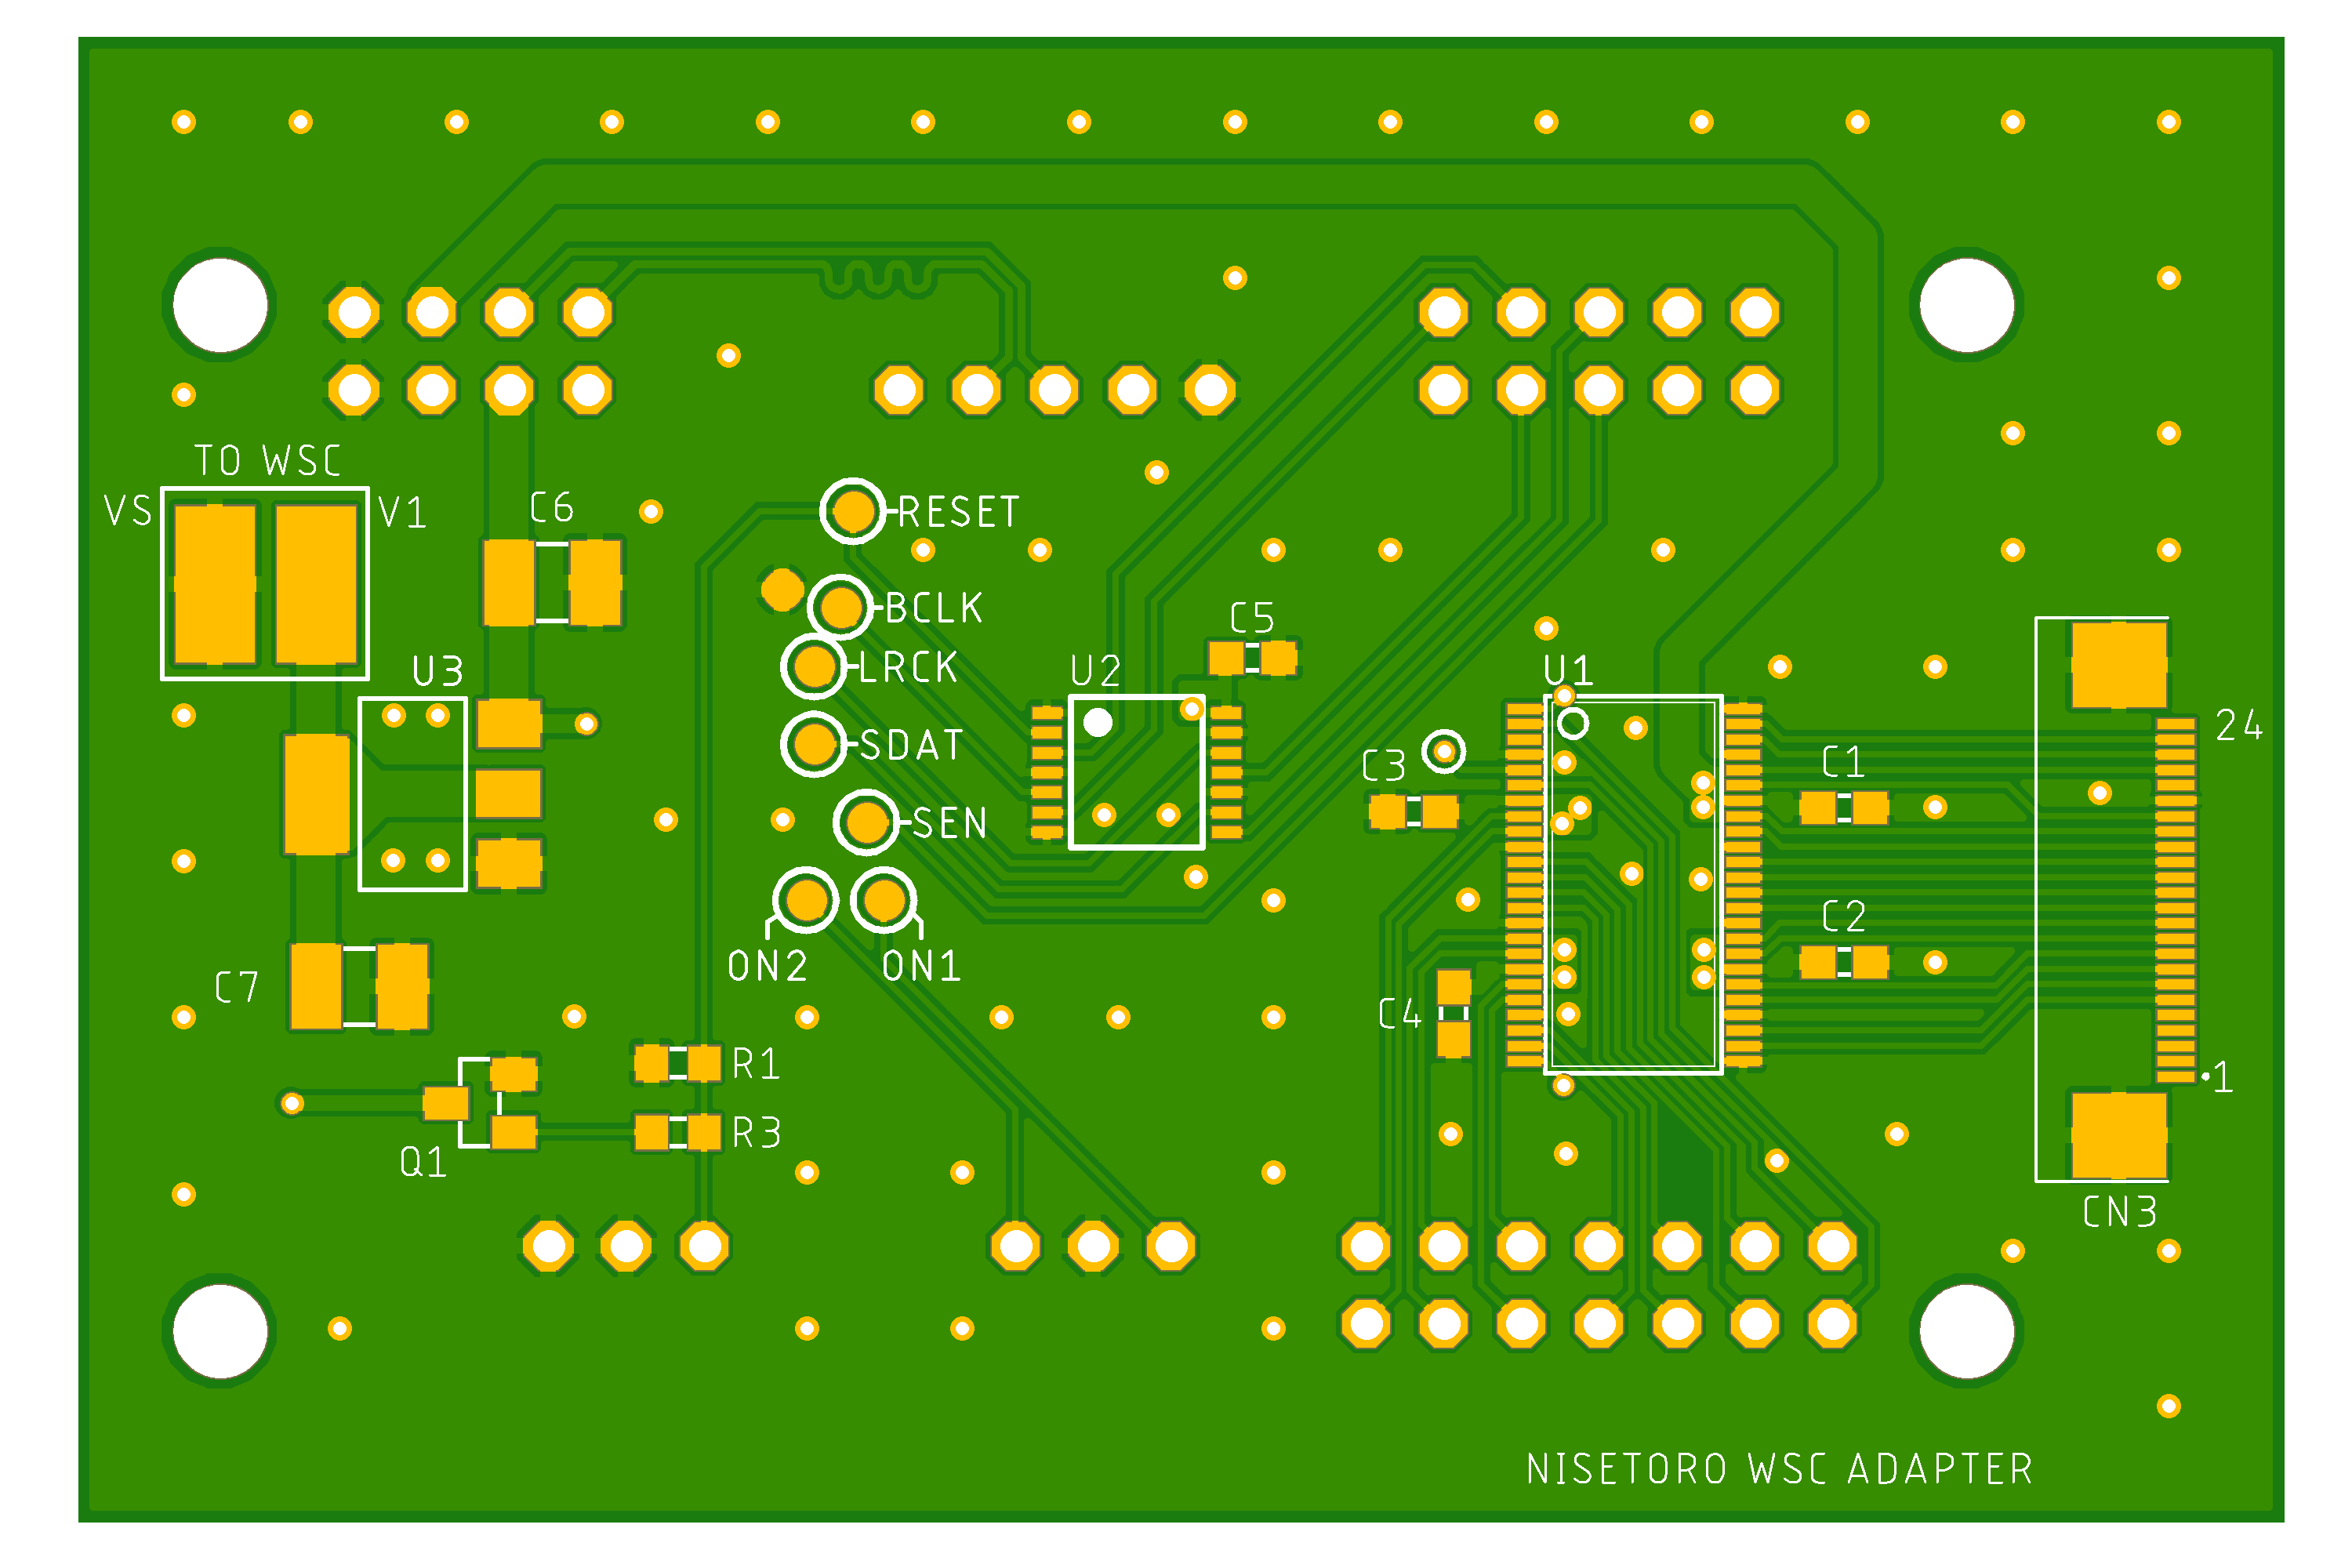 TO WSC
VS
V1
C6
RESET
BCLK
LRCK
SDAT
SEN
ON2
ON1
U3
C7
Q1
R1
R3
U2
C5
U1
C3
C4
C1
C2
24
1
CN3
NISETORO WSC ADAPTER